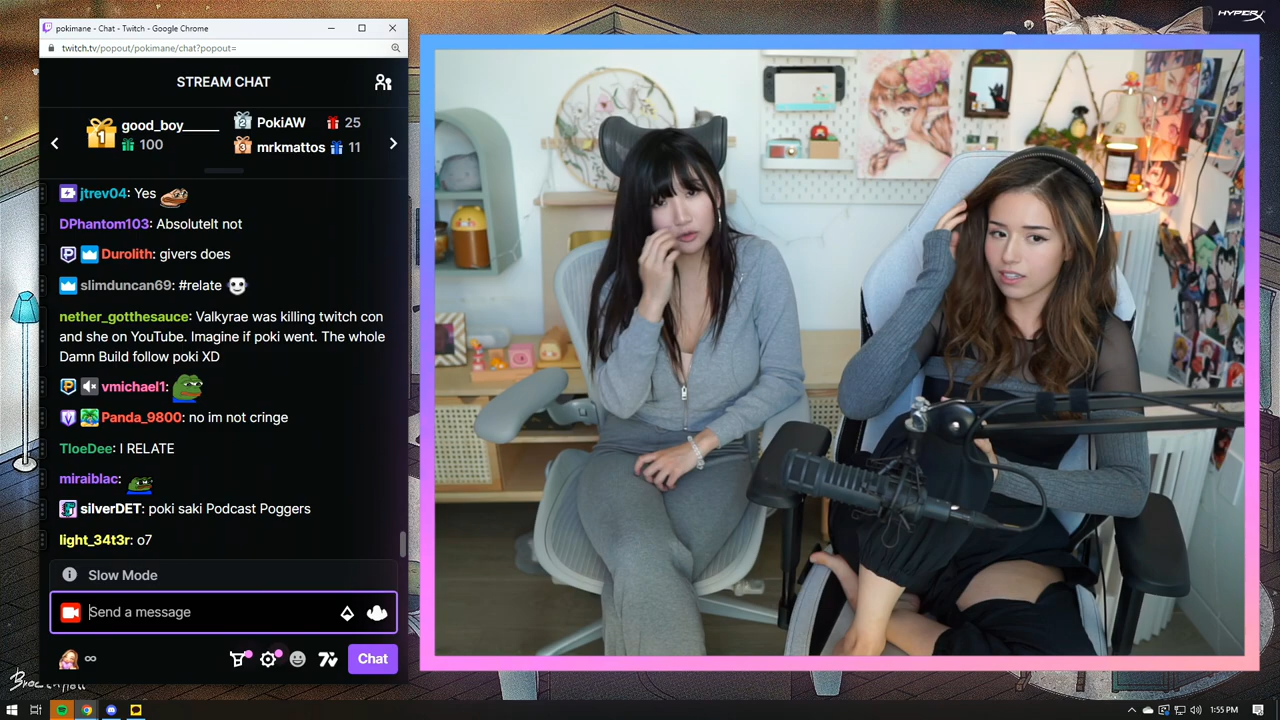 HYPERX
pokimane - Chat - Twitch - Google Chrome
twitch.tv/popout/pokimane/chat?popout=
STREAM CHAT
1
good_boy_____
100
2
PokiAW
25
3
mrkmattos
11
jtrev04: Yes
DPhantom103: Absolutelt not
Durolith: givers does
slimduncan69: #relate
nether_gotthesauce: Valkyrae was killing twitch con
and she on YouTube. Imagine if poki went. The whole
Damn Build follow poki XD
vmichael1:
Panda_9800: no im not cringe
TloeDee: I RELATE
miraiblac:
silverDET: poki saki Podcast Poggers
light_34t3r: o7
Slow Mode
Send a message
∞
Chat
1:55 PM